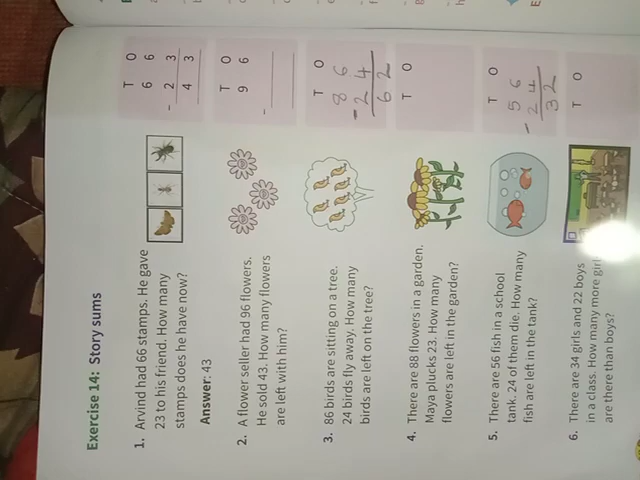 Exercise 14: Story sums
1. Arvind had 66 stamps. He gave
23 to his friend. How many
stamps does he have now?
Answer: 43
T O
6 6
- 2 3
4 3
2. A flower seller had 96 flowers.
He sold 43. How many flowers
are left with him?
T O
9 6
-
3. 86 birds are sitting on a tree.
24 birds fly away. How many
birds are left on the tree?
T O
8 6
- 2 4
6 2
4. There are 88 flowers in a garden.
Maya plucks 23. How many
flowers are left in the garden?
T O
5. There are 56 fish in a school
tank. 24 of them die. How many
fish are left in the tank?
T O
5 6
- 2 4
3 2
6. There are 34 girls and 22 boys
in a class. How many more girls
are there than boys?
T O